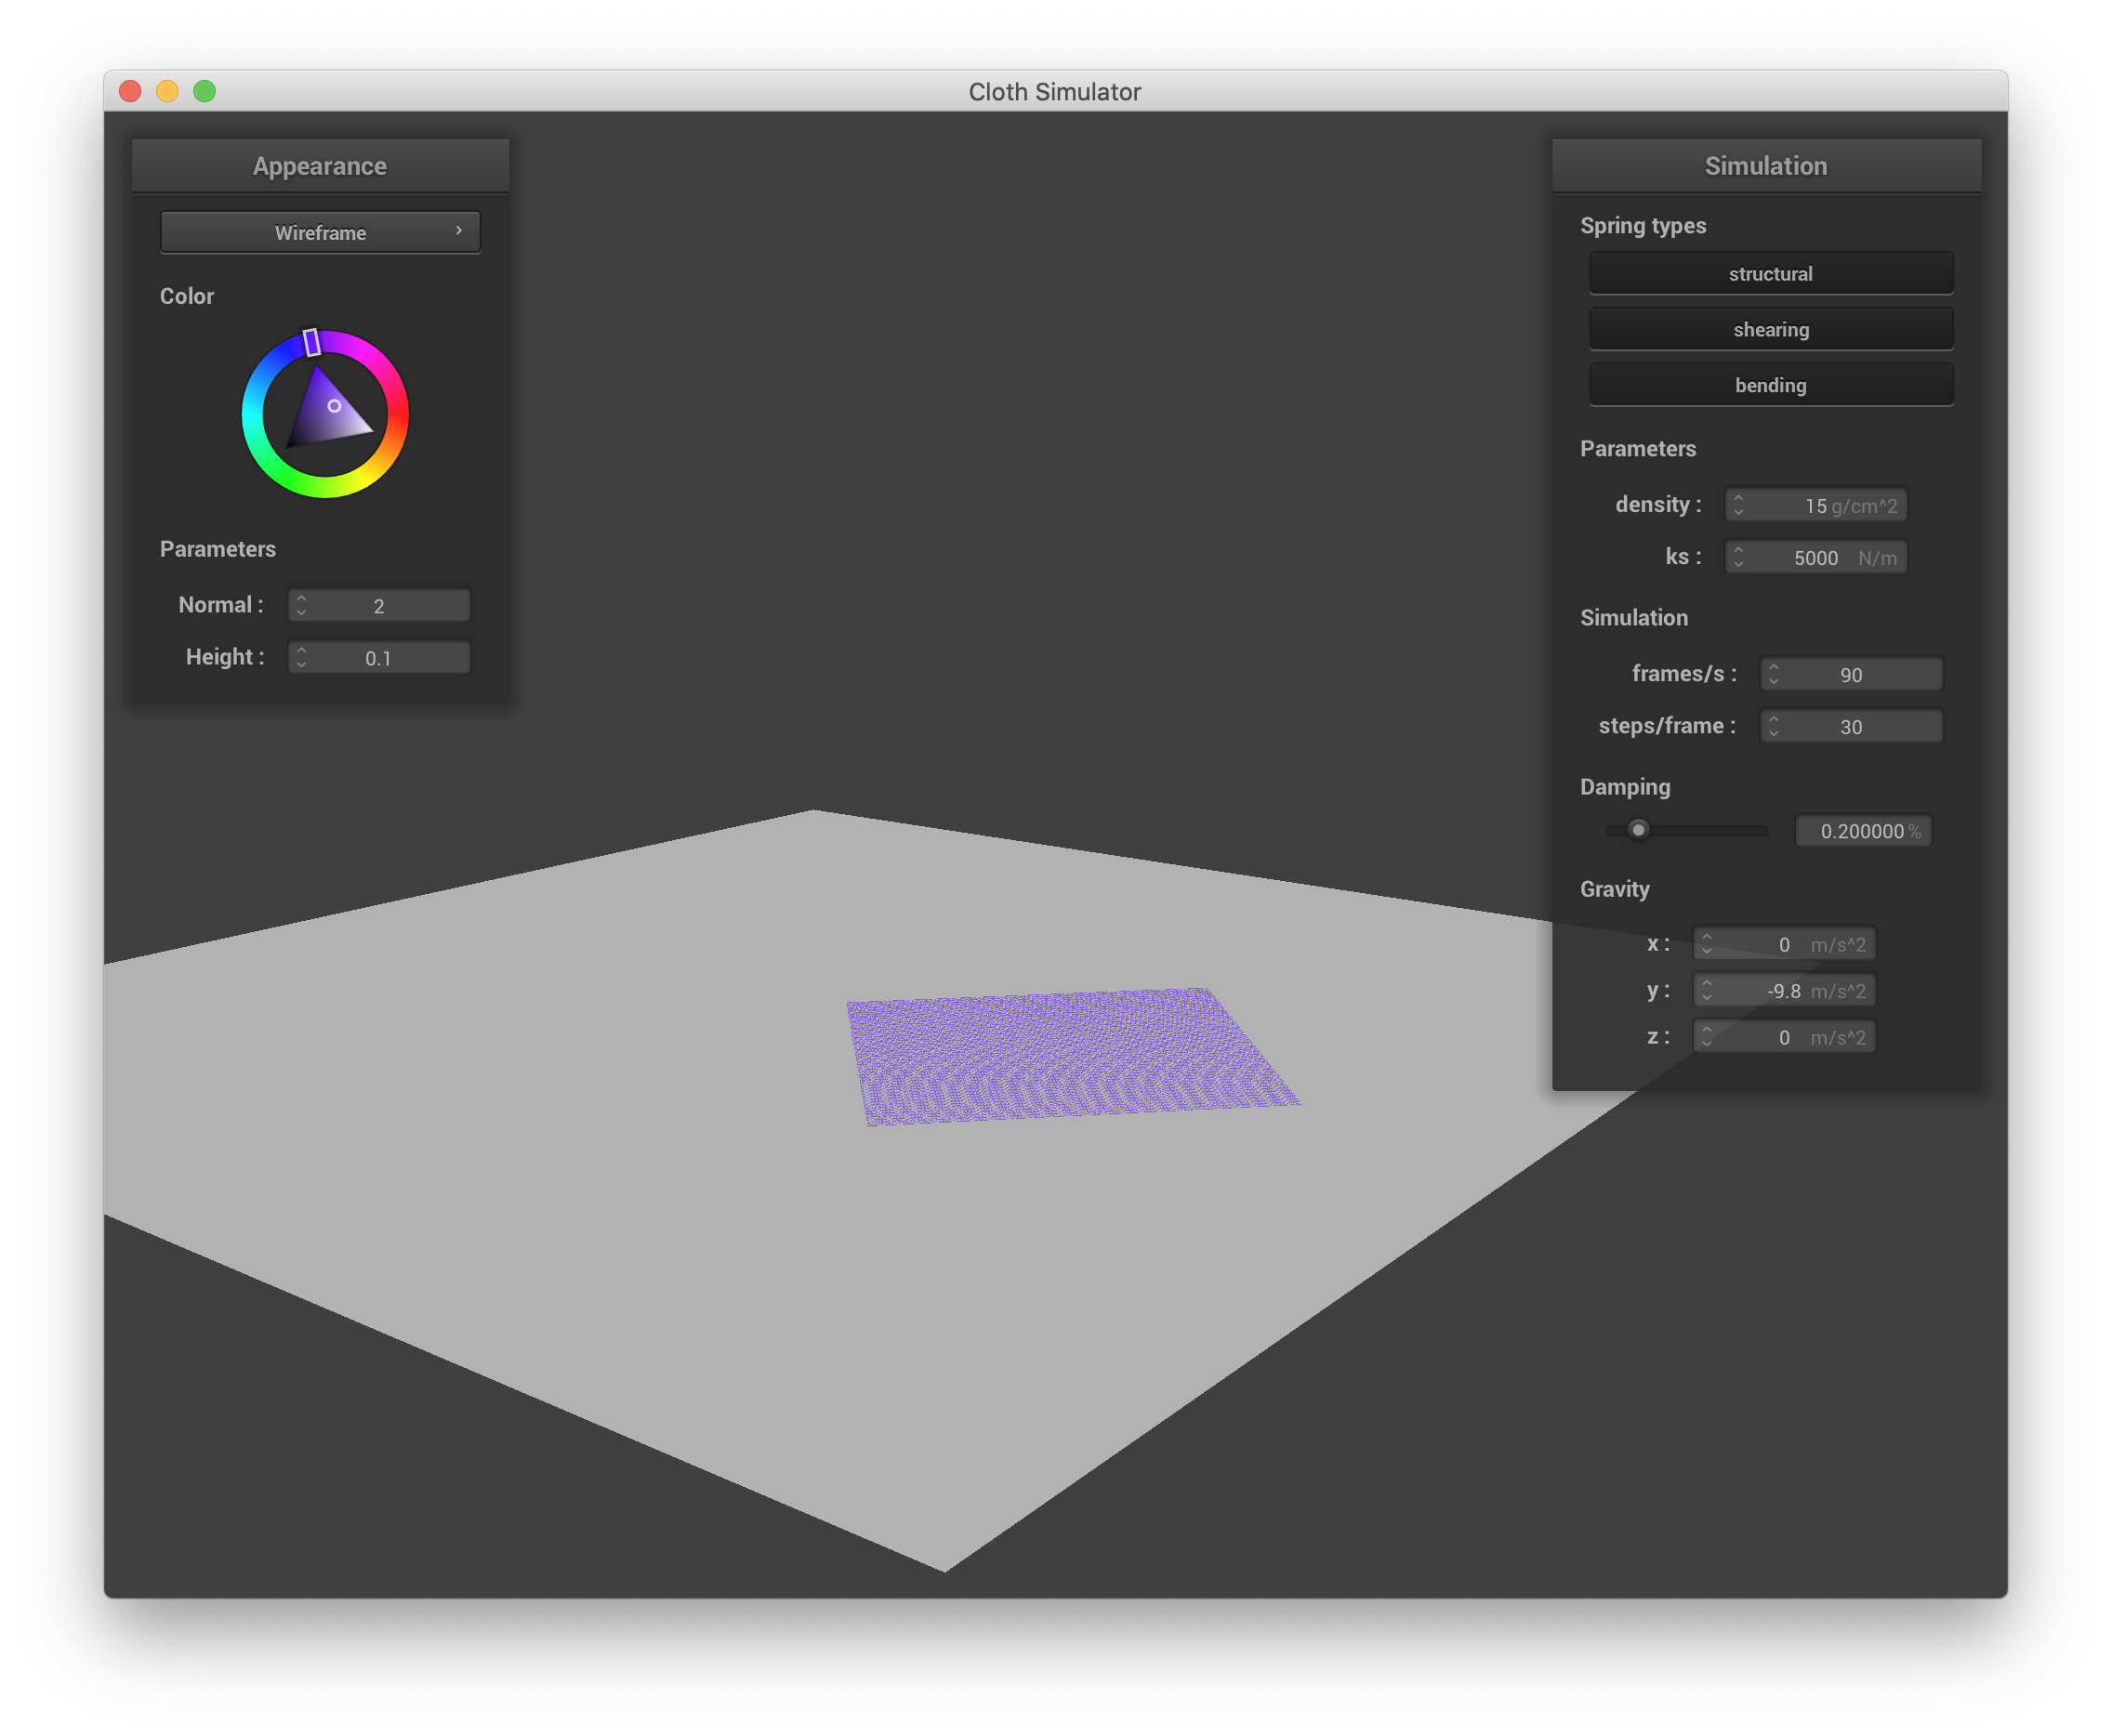 Cloth Simulator
Appearance
Wireframe
Color
Parameters
Normal : 2
Height : 0.1
Simulation
Spring types
structural
shearing
bending
Parameters
density : 15 g/cm^2
ks : 5000 N/m
Simulation
frames/s : 90
steps/frame : 30
Damping
0.200000 %
Gravity
x : 0 m/s^2
y : -9.8 m/s^2
z : 0 m/s^2